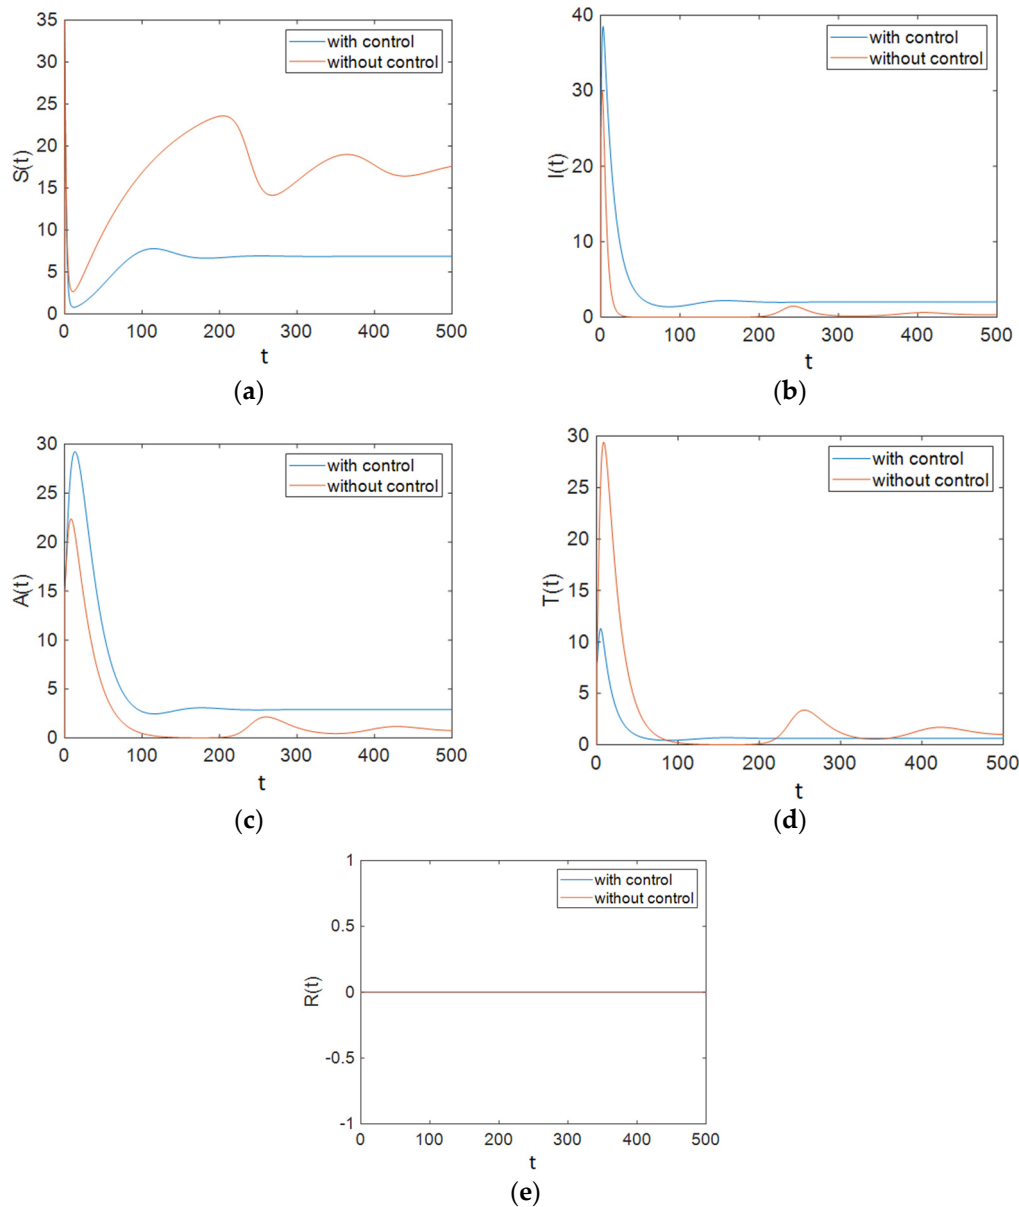 35
30
25
20
15
10
5
0
S(t)
with control
without control
0 100 200 300 400 500
t
(a)
40
30
20
10
0
I(t)
with control
without control
0 100 200 300 400 500
t
(b)
30
25
20
15
10
5
0
A(t)
with control
without control
0 100 200 300 400 500
t
(c)
30
25
20
15
10
5
0
T(t)
with control
without control
0 100 200 300 400 500
t
(d)
1
0.5
0
-0.5
-1
R(t)
with control
without control
0 100 200 300 400 500
t
(e)